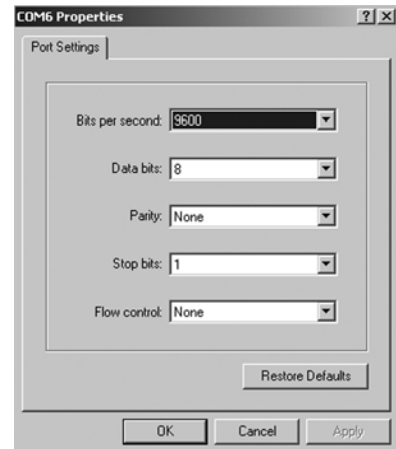 COM6 Properties
Port Settings
Bits per second: 9600
Data bits: 8
Parity: None
Stop bits: 1
Flow control: None
Restore Defaults
OK Cancel Apply